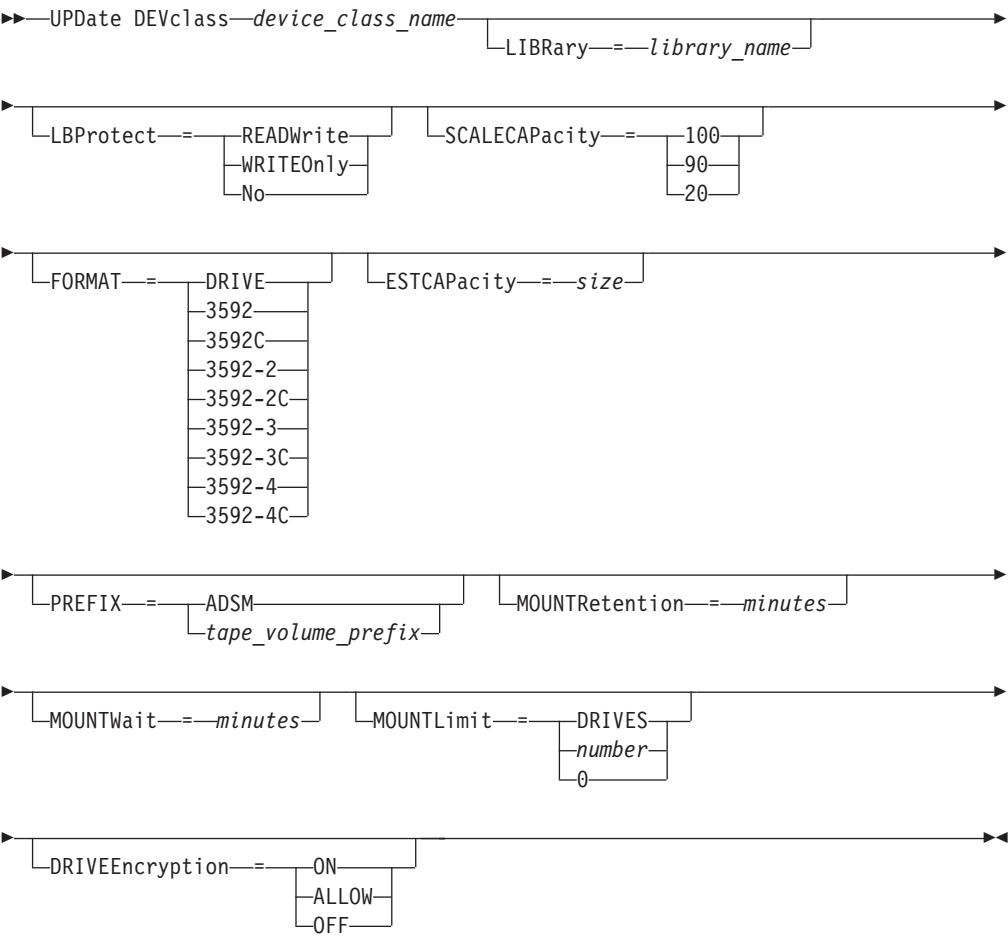 UPDate DEVclass device_class_name
LIBRary = library_name
LBProtect = READWrite SCALECAPacity = 100
WRITEOnly 90
No 20
FORMAT = DRIVE ESTCAPacity = size
3592
3592C
3592-2
3592-2C
3592-3
3592-3C
3592-4
3592-4C
PREFIX = ADSM MOUNTRetention = minutes
tape_volume_prefix
MOUNTWait = minutes MOUNTLimit = DRIVES
number
0
DRIVEEncryption = ON
ALLOW
OFF